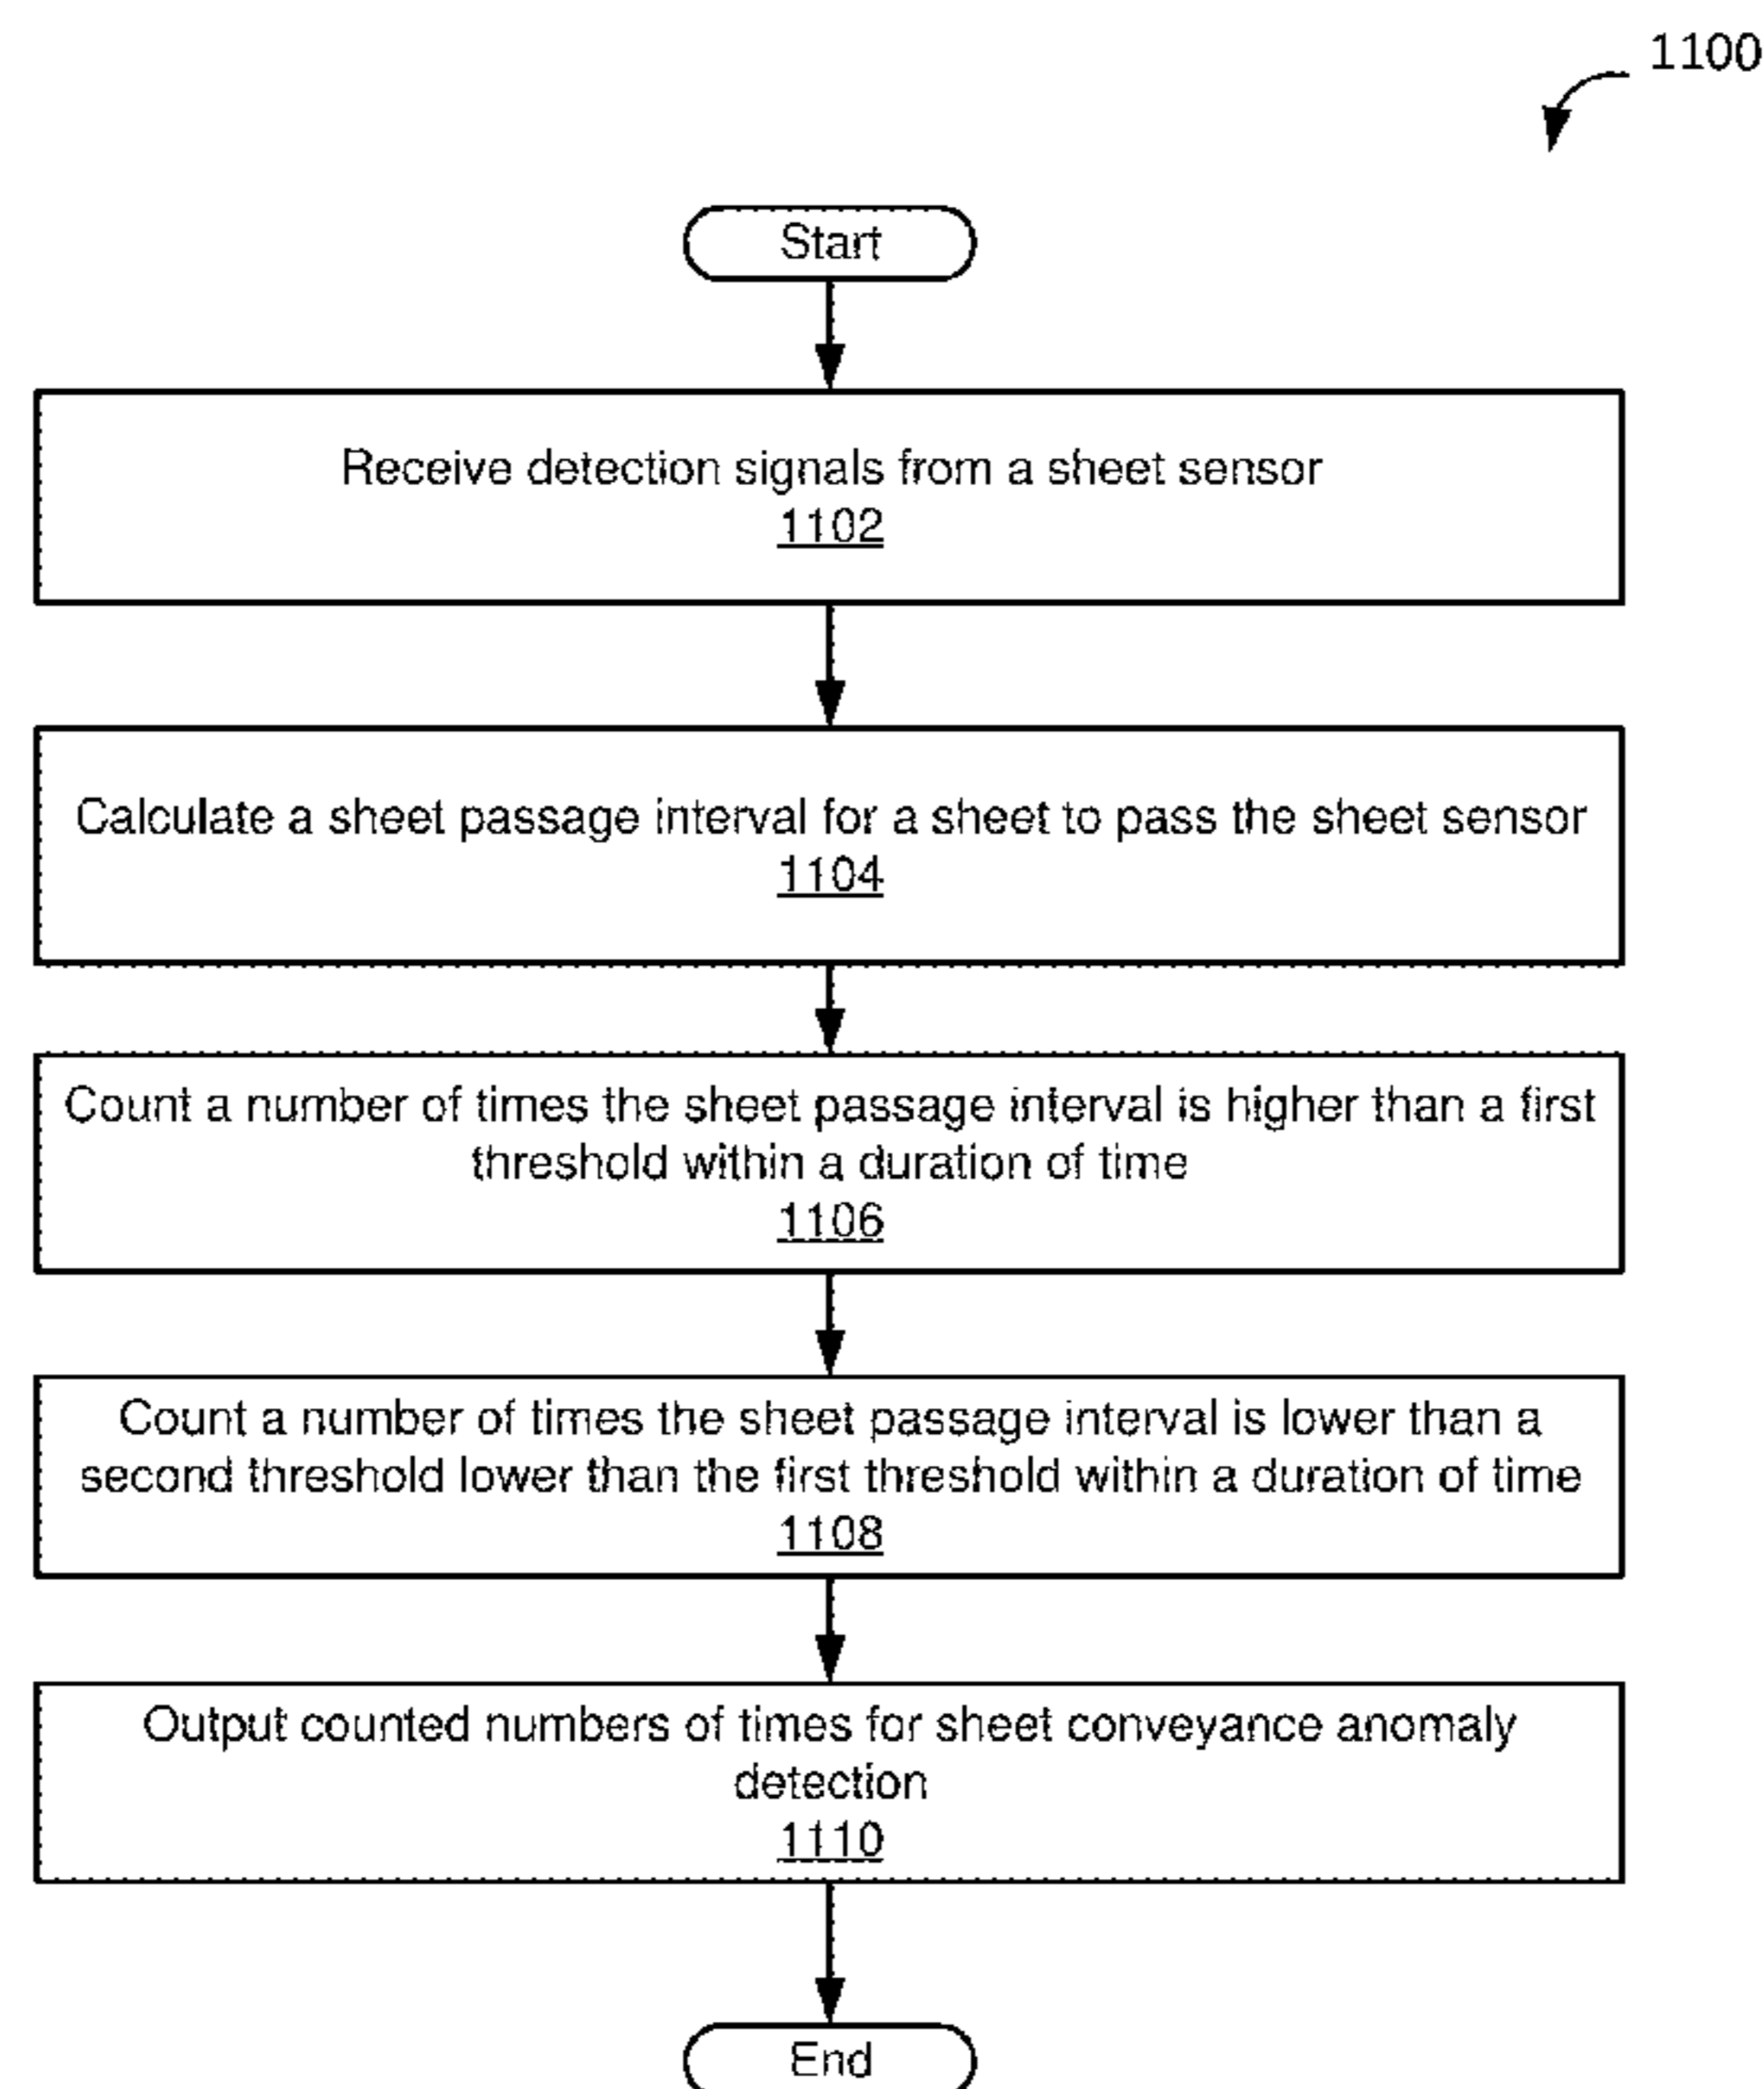 1100
Start
Receive detection signals from a sheet sensor
1102
Calculate a sheet passage interval for a sheet to pass the sheet sensor
1104
Count a number of times the sheet passage interval is higher than a first
threshold within a duration of time
1106
Count a number of times the sheet passage interval is lower than a
second threshold lower than the first threshold within a duration of time
1108
Output counted numbers of times for sheet conveyance anomaly
detection
1110
End